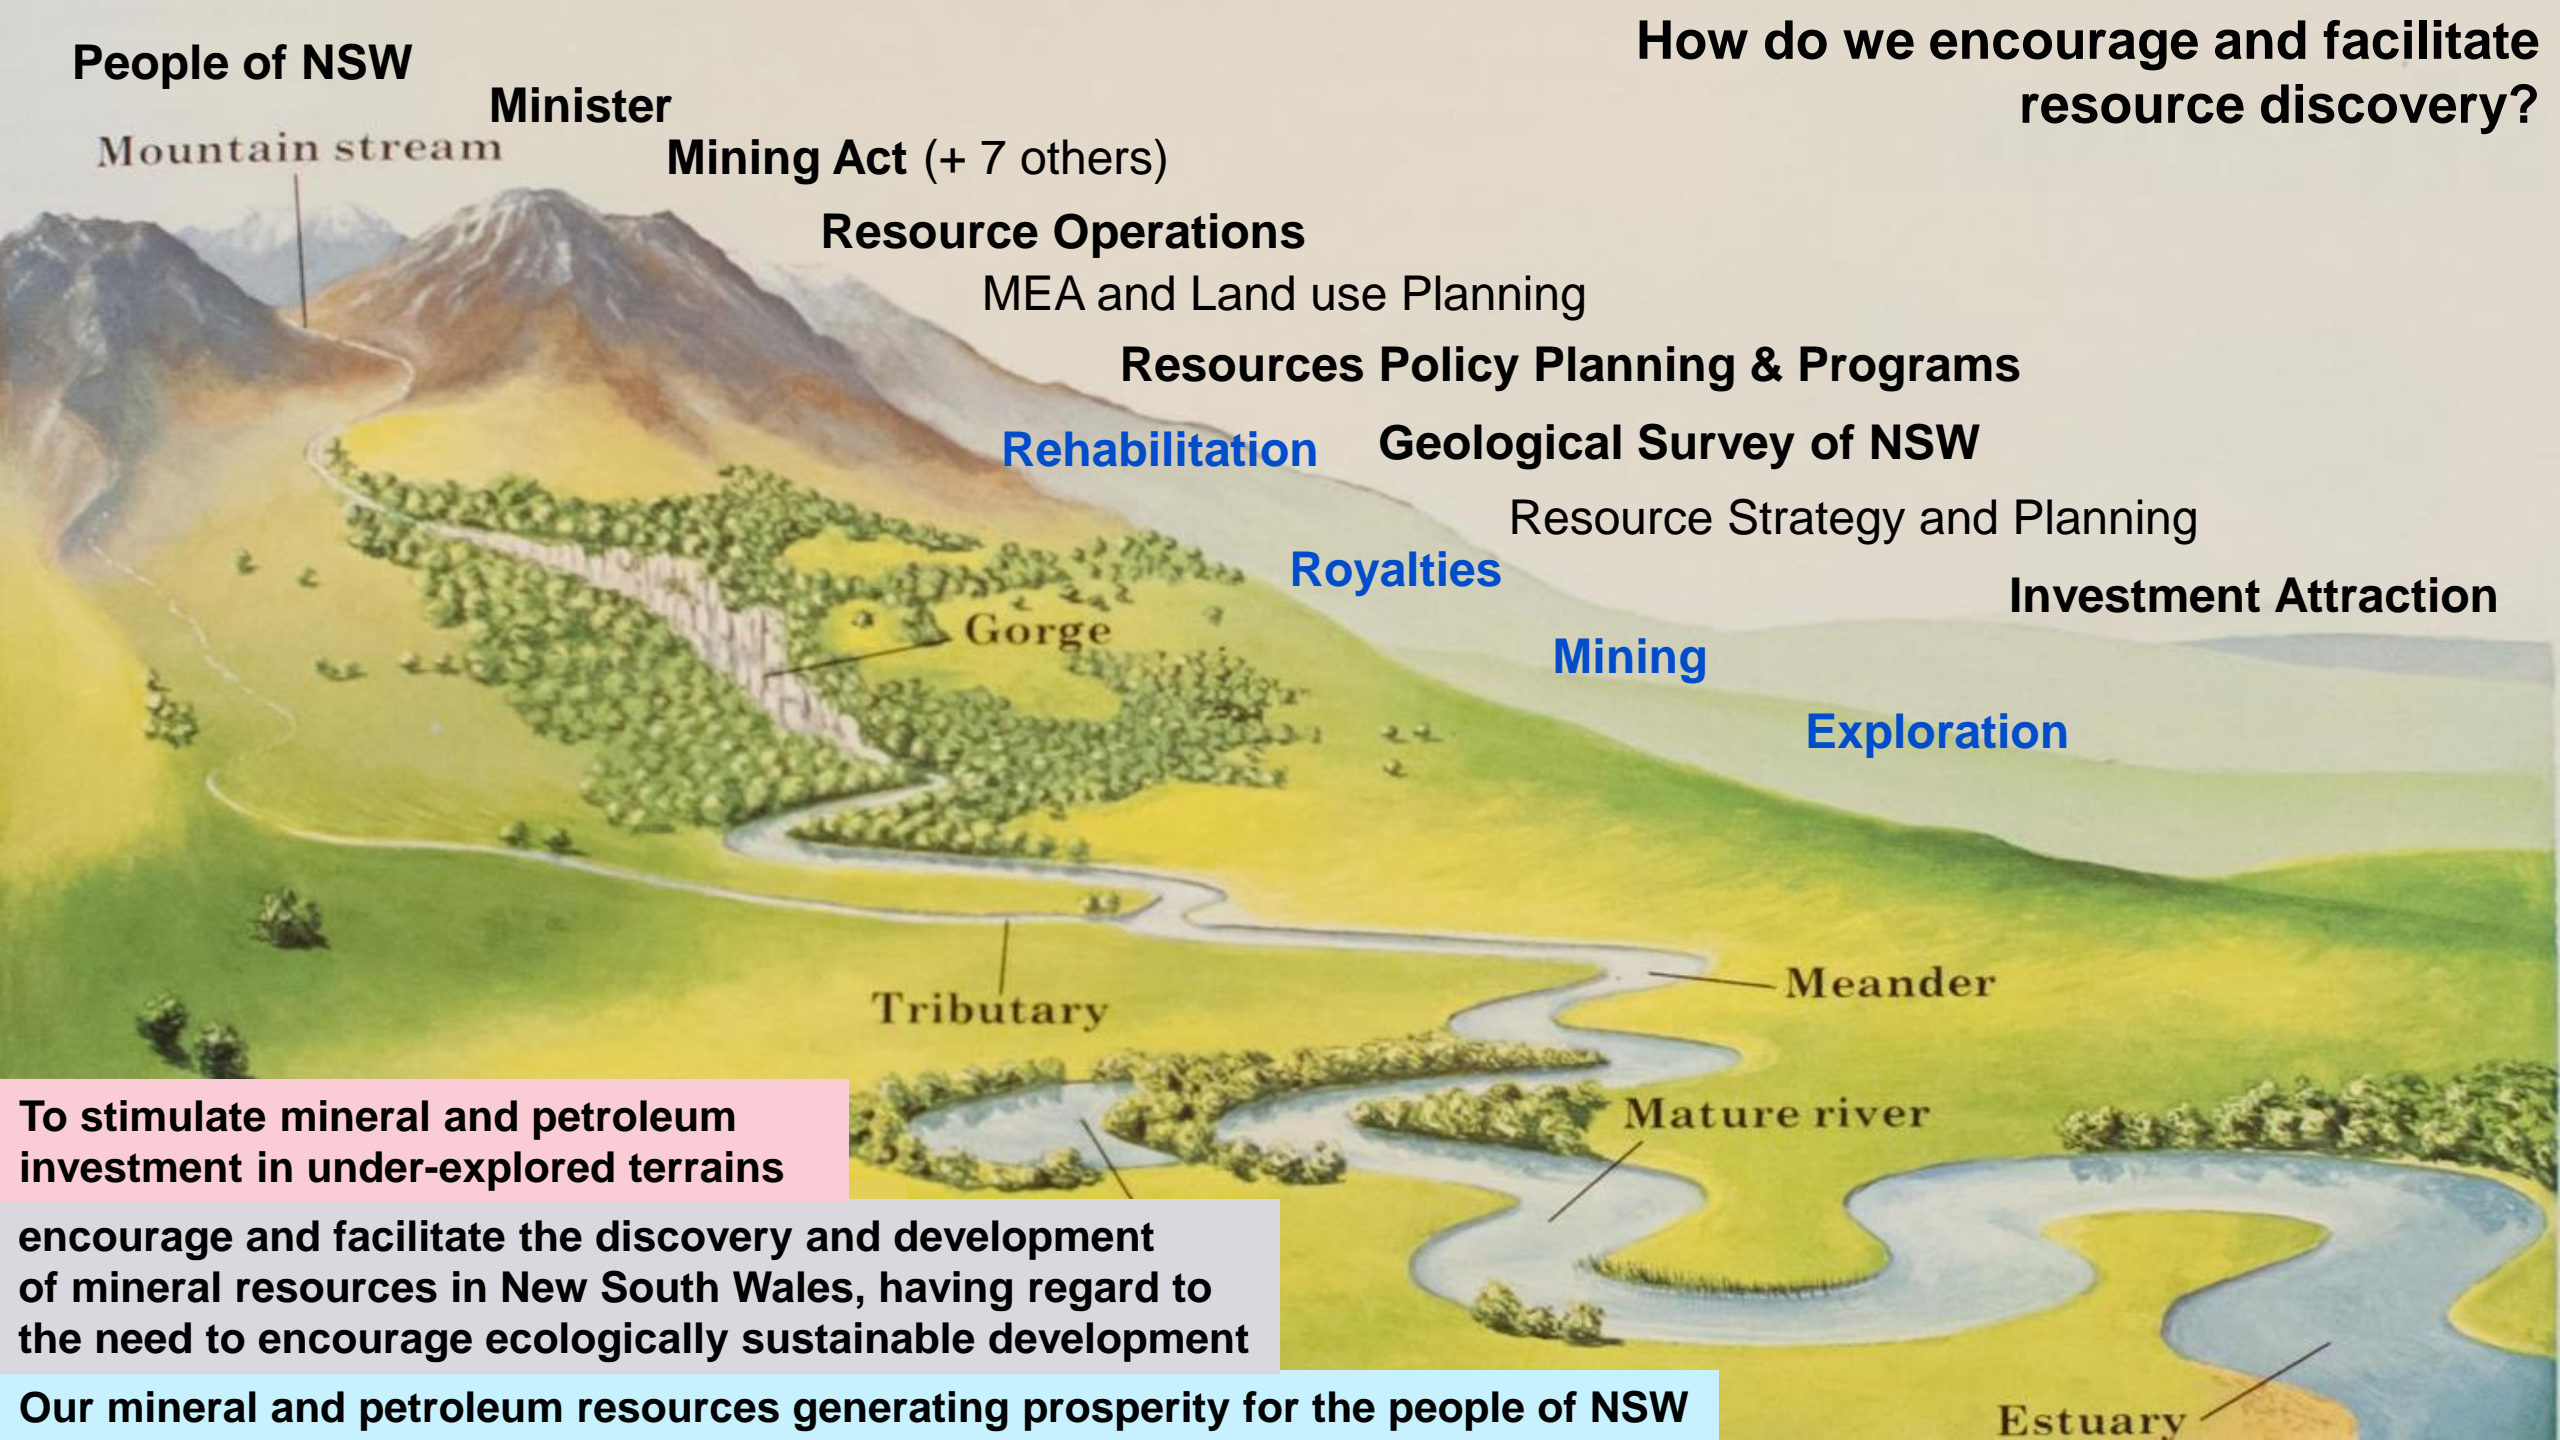 How do we encourage and facilitate
resource discovery?
People of NSW
Minister
Mountain stream
Mining Act (+ 7 others)
Resource Operations
MEA and Land use Planning
Resources Policy Planning & Programs
Rehabilitation
Geological Survey of NSW
Resource Strategy and Planning
Royalties
Investment Attraction
Gorge
Mining
Exploration
Meander
Tributary
Mature river
To stimulate mineral and petroleum
investment in under-explored terrains
encourage and facilitate the discovery and development
of mineral resources in New South Wales, having regard to
the need to encourage ecologically sustainable development
Our mineral and petroleum resources generating prosperity for the people of NSW
Estuary